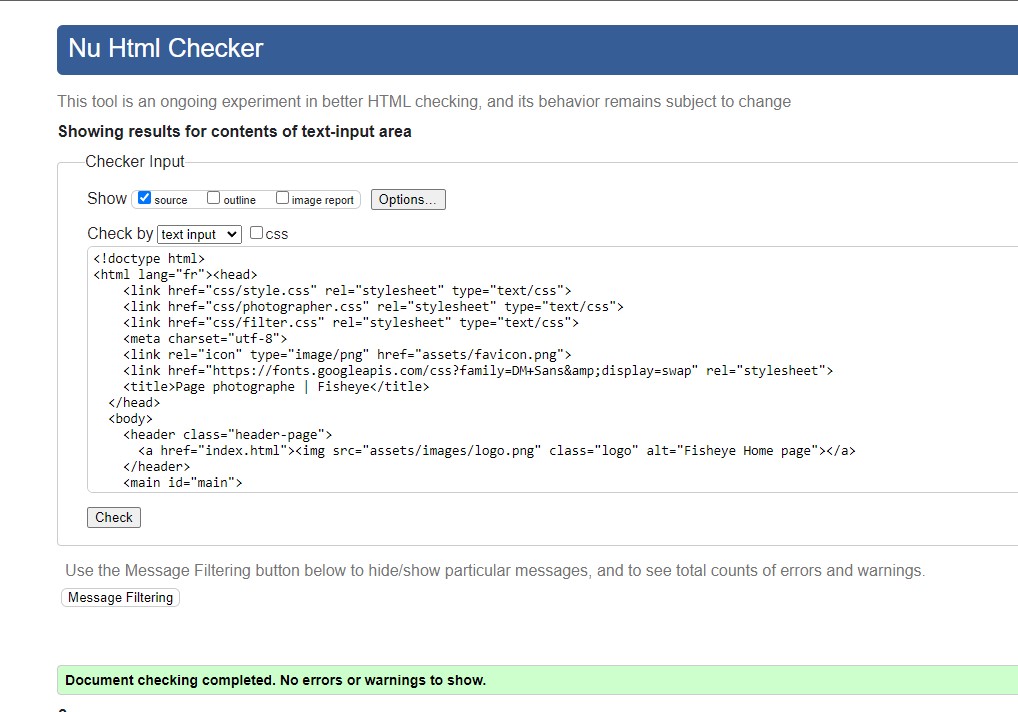 Nu Html Checker
This tool is an ongoing experiment in better HTML checking, and its behavior remains subject to change
Showing results for contents of text-input area
Checker Input
Show source outline image report Options...
Check by text input css
<!doctype html>
<html lang="fr"><head>
<link href="css/style.css" rel="stylesheet" type="text/css">
<link href="css/photographer.css" rel="stylesheet" type="text/css">
<link href="css/filter.css" rel="stylesheet" type="text/css">
<meta charset="utf-8">
<link rel="icon" type="image/png" href="assets/favicon.png">
<link href="https://fonts.googleapis.com/css?family=DM+Sans&amp;display=swap" rel="stylesheet">
<title>Page photographe | Fisheye</title>
</head>
<body>
<header class="header-page">
<a href="index.html"><img src="assets/images/logo.png" class="logo" alt="Fisheye Home page"></a>
</header>
<main id="main">
Check
Use the Message Filtering button below to hide/show particular messages, and to see total counts of errors and warnings.
Message Filtering
Document checking completed. No errors or warnings to show.